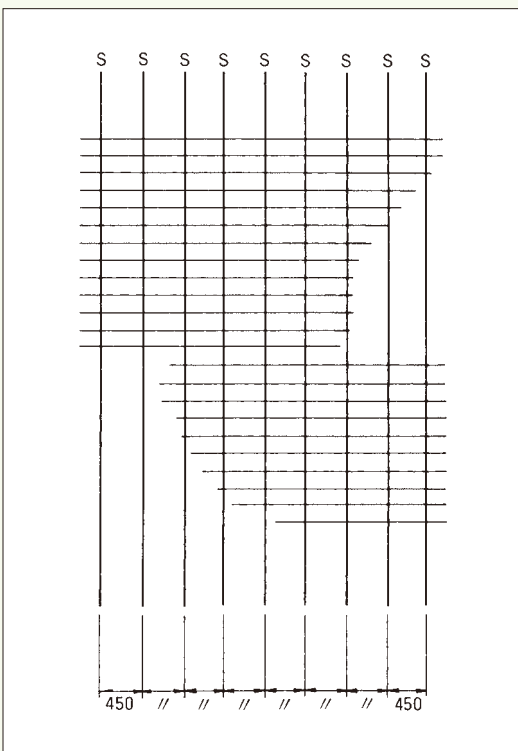 S S S S S S S S S
450 〃 〃 〃 〃 〃 〃 450